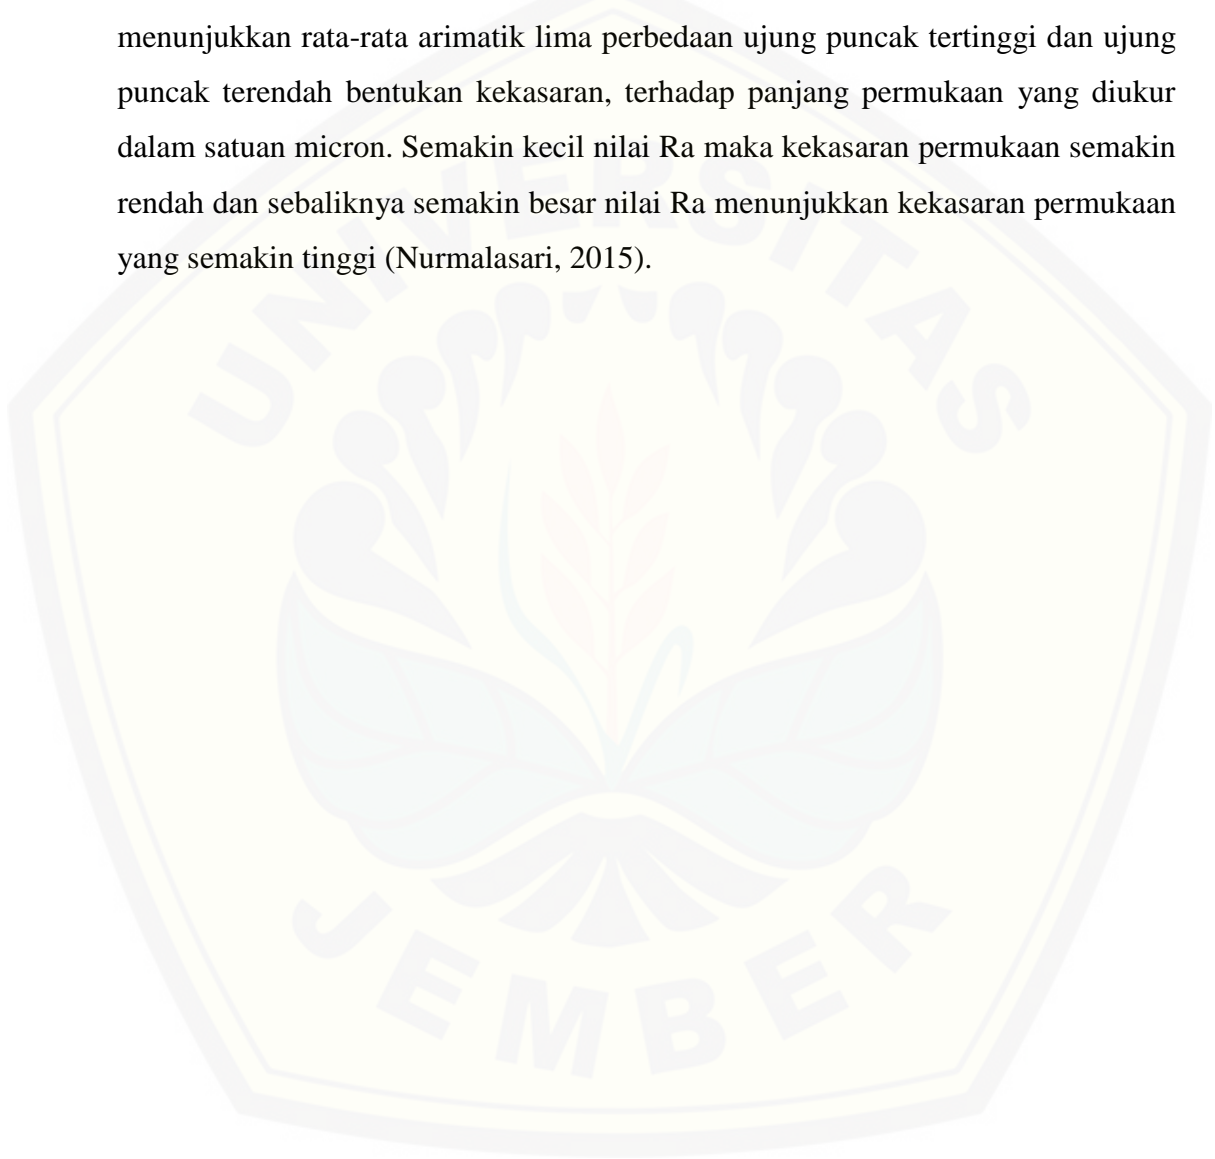 menunjukkan rata-rata arimatik lima perbedaan ujung puncak tertinggi dan ujung
puncak terendah bentukan kekasaran, terhadap panjang permukaan yang diukur
dalam satuan micron. Semakin kecil nilai Ra maka kekasaran permukaan semakin
rendah dan sebaliknya semakin besar nilai Ra menunjukkan kekasaran permukaan
yang semakin tinggi (Nurmalasari, 2015).
UNIVERSITAS
JEMBER